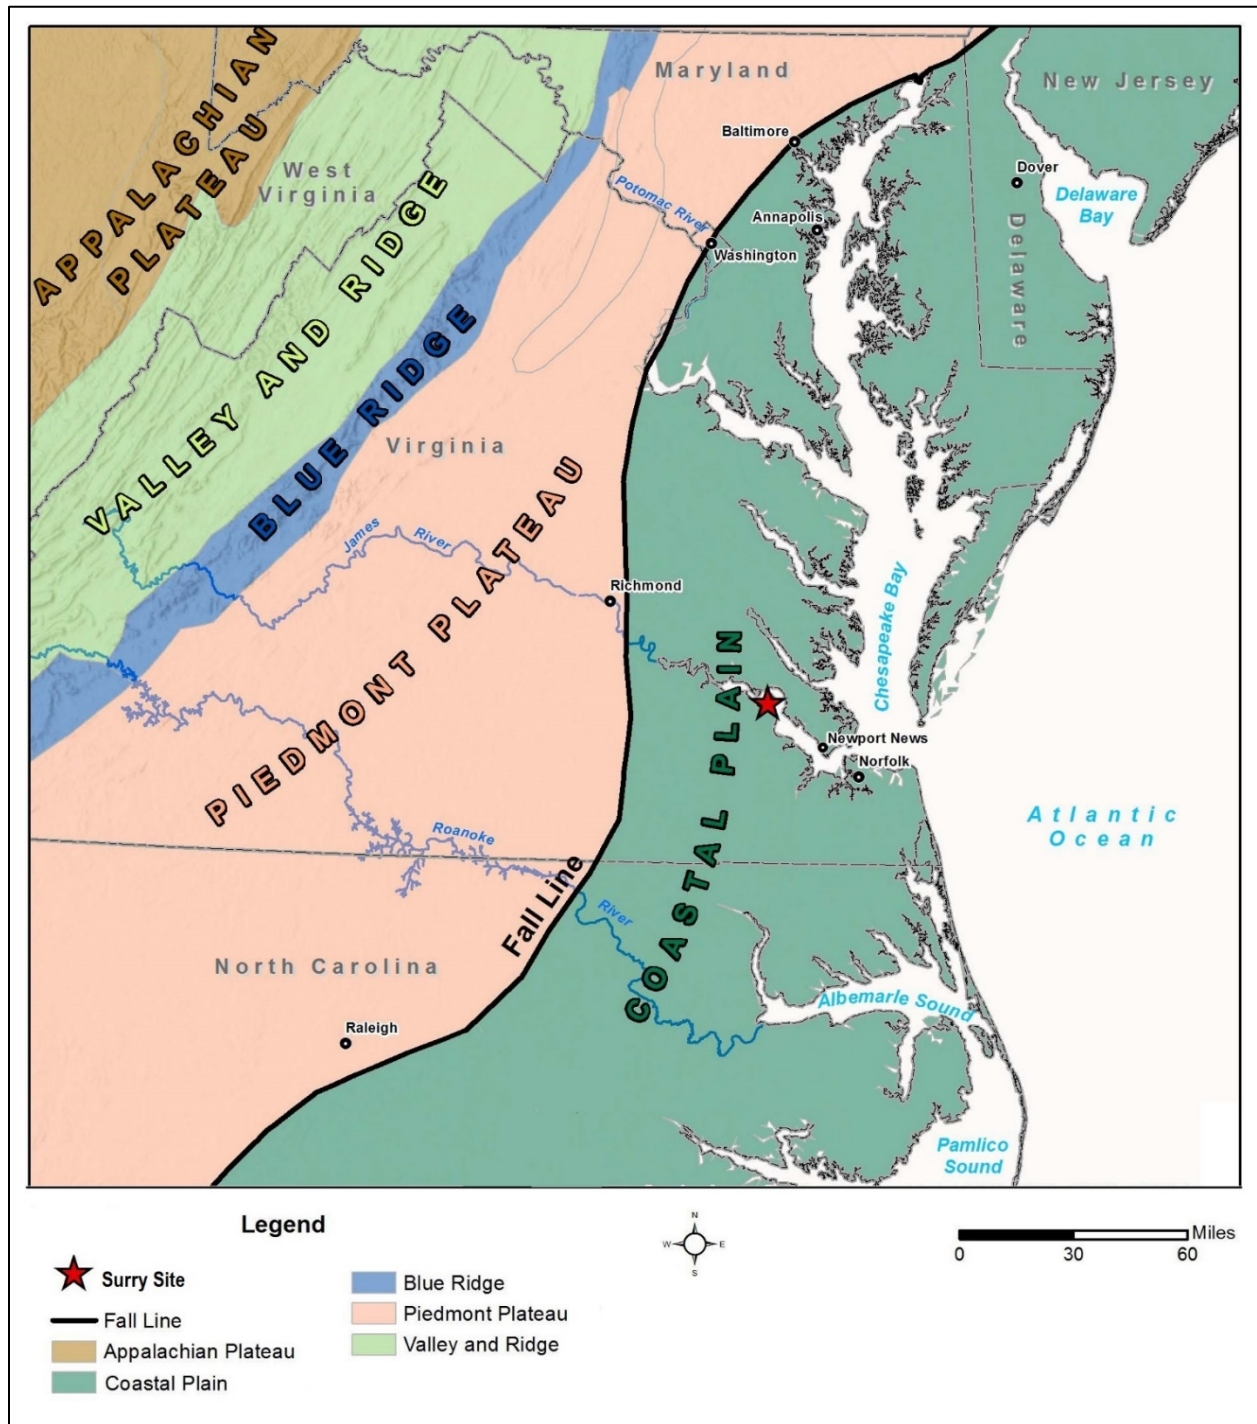 Maryland
New Jersey
Baltimore
Dover
West
Virginia
Delaware
Bay
Potomac River
Annapolis
Washington
Delaware
APPALACHIAN
PLATEAU
VALLEY AND RIDGE
BLUE RIDGE
Virginia
James River
Richmond
PIEDMONT PLATEAU
Chesapeake Bay
COASTAL PLAIN
Newport News
Norfolk
Atlantic
Ocean
Roanoke
River
Fall Line
North Carolina
Raleigh
Albemarle Sound
Pamlico
Sound
Legend
Surry Site
Fall Line
Appalachian Plateau
Coastal Plain
Blue Ridge
Piedmont Plateau
Valley and Ridge
N
W E
S
Miles
0 30 60